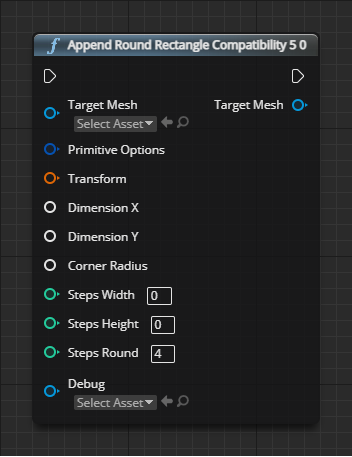 f Append Round Rectangle Compatibility 5 0
Target Mesh Target Mesh
Select Asset
Primitive Options
Transform
Dimension X
Dimension Y
Corner Radius
Steps Width 0
Steps Height 0
Steps Round 4
Debug
Select Asset